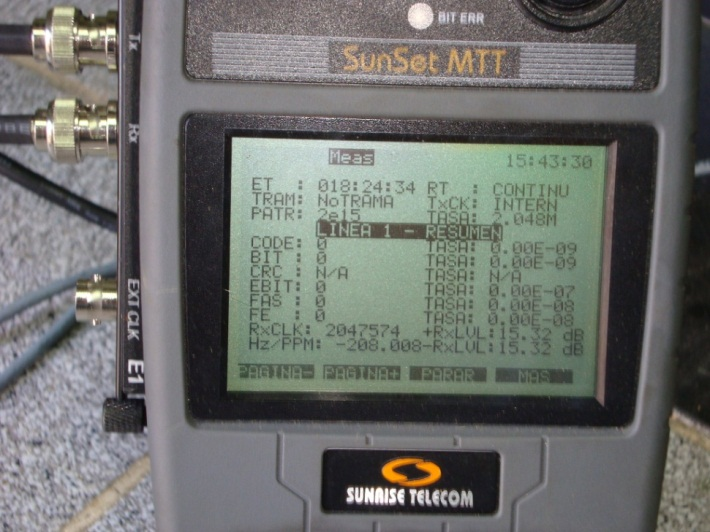 BIT ERR
SunSet MTT
Tx
Rx
EXT CLK
E1
Meas 15:43:30
ET : 018:24:34 RT : CONTINU
TRAM: NoTRAMA TxCK: INTERN
PATR: 2e15 TASA: 2.048M
LINEA 1 - RESUMEN
CODE: 0 TASA: 0.00E-09
BIT : 0 TASA: 0.00E-09
CRC : N/A TASA: N/A
EBIT: 0 TASA: 0.00E-07
FAS : 0 TASA: 0.00E-08
FE : 0 TASA: 0.00E-08
RxCLK: 2047574 +RxLVL:15.32 dB
Hz/PPM: -208.008-RxLVL:15.32 dB
PAGINA- PAGINA+ PARAR MAS
SUNRISE TELECOM